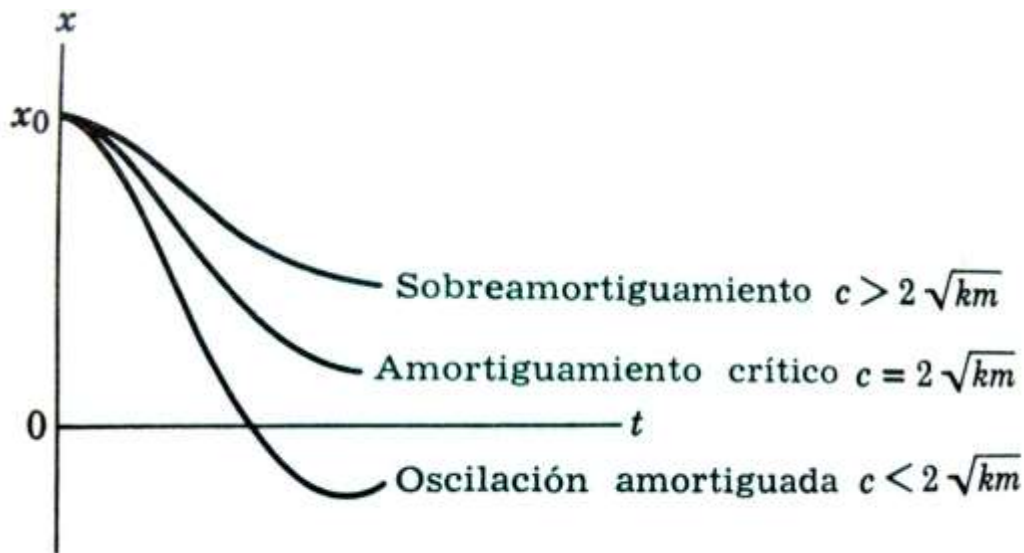 x
x₀
Sobreamortiguamiento c > 2 √km
Amortiguamiento crítico c = 2 √km
0
t
Oscilación amortiguada c < 2 √km